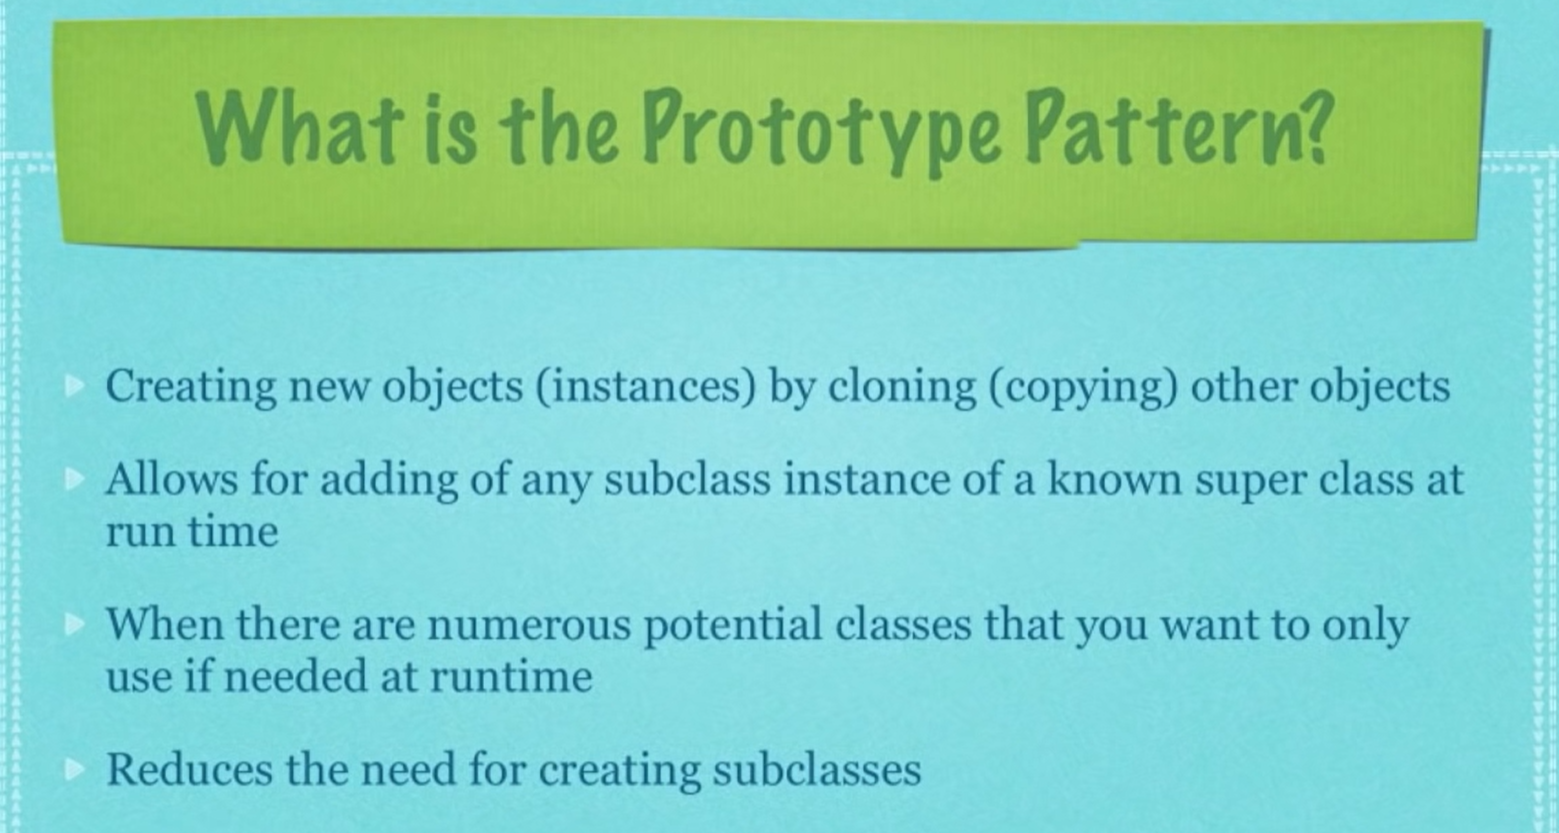 What is the Prototype Pattern?
Creating new objects (instances) by cloning (copying) other objects
Allows for adding of any subclass instance of a known super class at
run time
When there are numerous potential classes that you want to only
use if needed at runtime
Reduces the need for creating subclasses